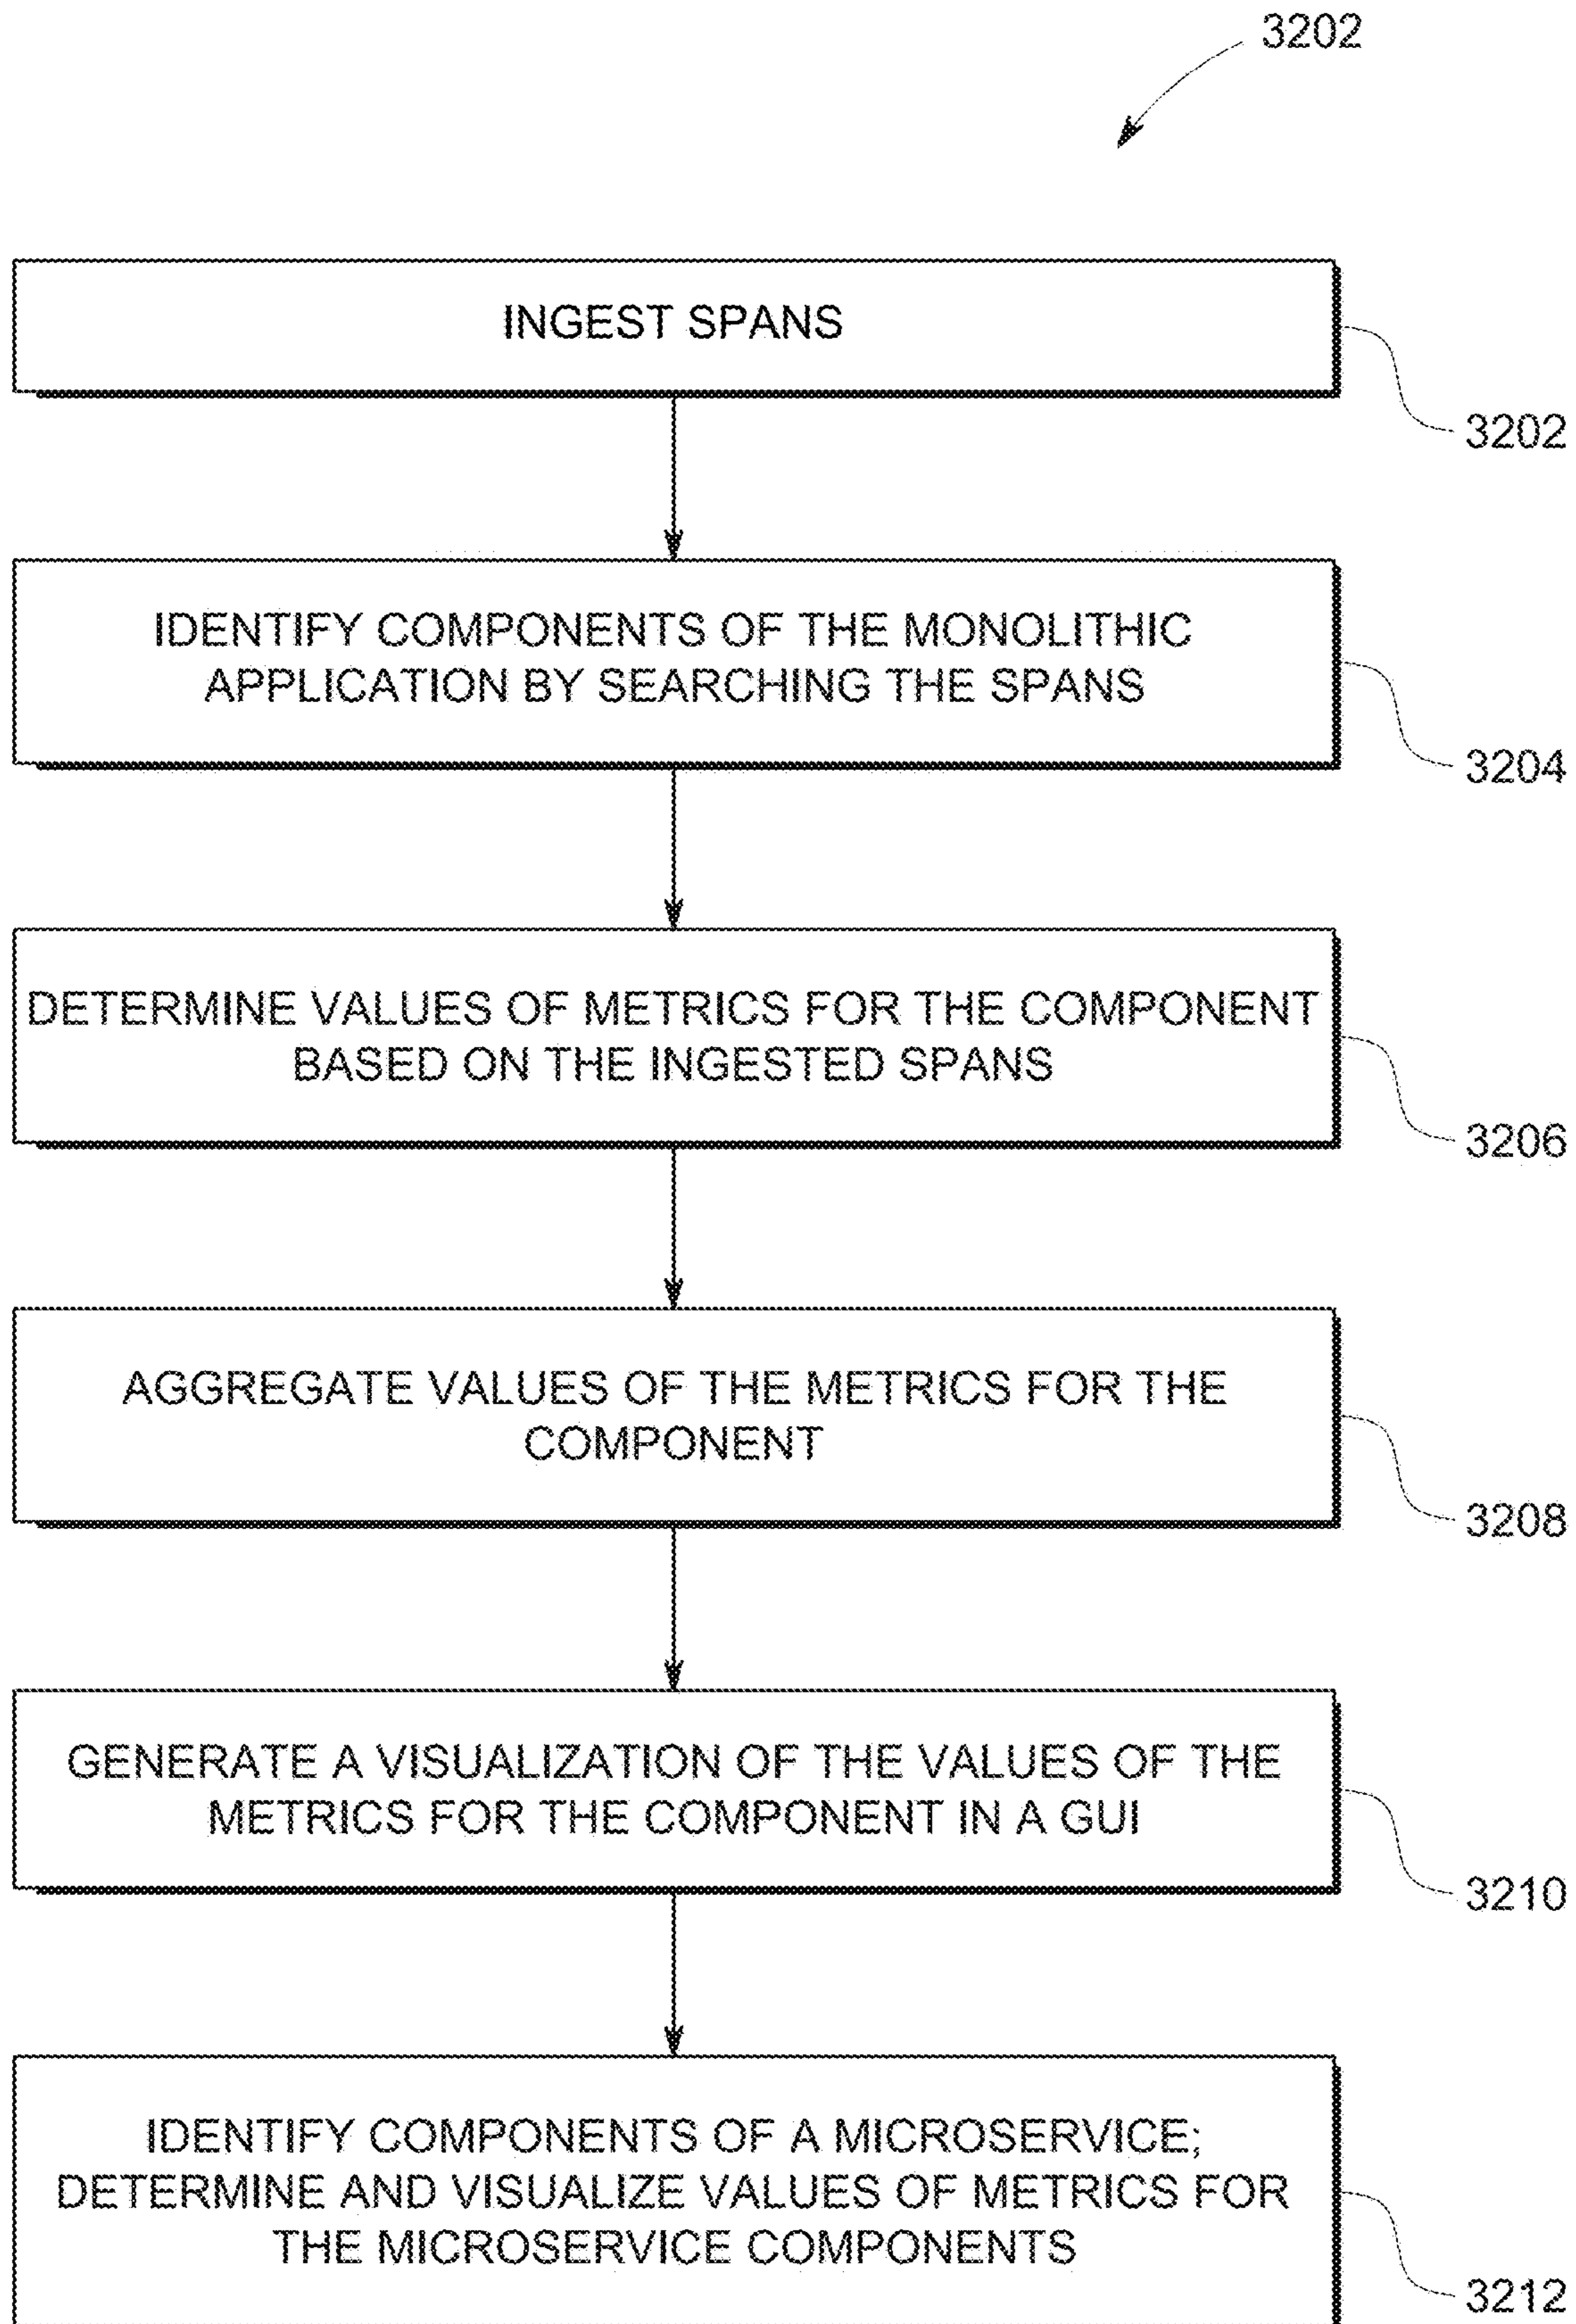 3202
INGEST SPANS
3202
IDENTIFY COMPONENTS OF THE MONOLITHIC
APPLICATION BY SEARCHING THE SPANS
3204
DETERMINE VALUES OF METRICS FOR THE COMPONENT
BASED ON THE INGESTED SPANS
3206
AGGREGATE VALUES OF THE METRICS FOR THE
COMPONENT
3208
GENERATE A VISUALIZATION OF THE VALUES OF THE
METRICS FOR THE COMPONENT IN A GUI
3210
IDENTIFY COMPONENTS OF A MICROSERVICE;
DETERMINE AND VISUALIZE VALUES OF METRICS FOR
THE MICROSERVICE COMPONENTS
3212